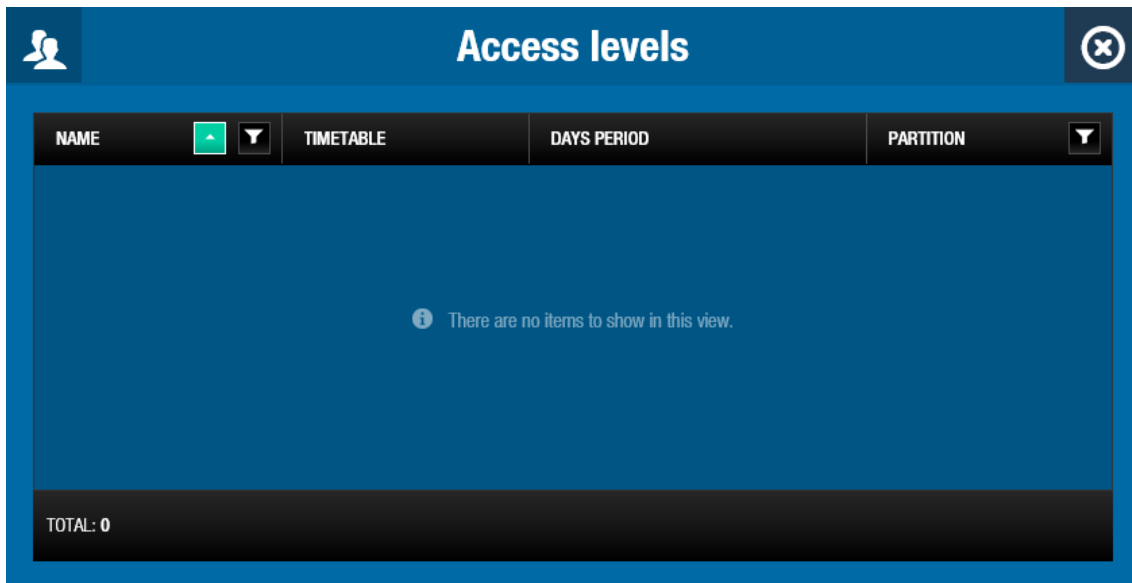 Access levels
NAME TIMETABLE DAYS PERIOD PARTITION
There are no items to show in this view.
TOTAL: 0